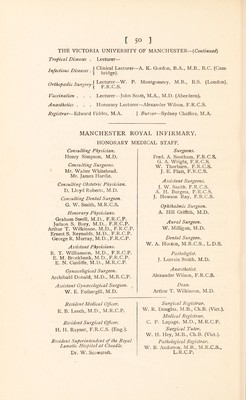 [ 50 ]
THE VICTORIA UNIVERSITY OF MANCHESTER—(Continued)
Tropical Diseases . Lecturer—
Infectious Disease . { Clinical Lecturer—A. K. Gordon, B.A., M.B., B.C. (Cambridge).
Orthopædic Surgery { Lecturer—W. P. Montgomery, M.B., B.S. (London), F.R.C.S.
Vaccination . . . Lecturer—John Scott, M.A., M.D. (Aberdeen).
Anæsthetics . . . Honorary Lecturer—Alexander Wilson, F.R.C.S.
Registrar—Edward Fiddes, M.A. | Bursar—Sydney Chaffers, M.A.
MANCHESTER ROYAL INFIRMARY.
HONORARY MEDICAL STAFF.
Consulting Physician.
Henry Simpson, M.D.
Consulting Surgeons.
Mr. Walter Whitehead.
Mr. James Hardie.
Consulting Obstetric Physician.
D. Lloyd Roberts, M.D.
Consulting Dental Surgeon.
G. W. Smith, M.R.C.S.
Honorary Physicians.
Graham Steell, M.D., F.R.C.P.
Judson S. Bury, M.D., F.R.C.P.
Arthur T. Wilkinson, M.D., F.R.C.P.
Ernest S. Reynolds, M.D., F.R.C.P.
George R. Murray, M.D., F.R.C.P.
Assistant Physicians.
R. T. Williamson, M.D., F.R.C.P.
E. M. Brockbank, M.D., F.R.C.P.
E. N. Cunliffe, M.D., M.R.C.P.
Gynæcological Surgeon.
Archibald Donald, M.D., M.R.C.P.
Assistant Gynæcological Surgeon.
W. E. Fothergill, M.D.
Surgeons.
Fred. A. Southam, F.R.C.S.
G. A. Wright, F.R.C.S.
W. Thorburn, F.R.C.S.
J. E. Platt, F.R.C.S.
Assistant Surgeons.
J. W. Smith, F.R.C.S.
A. H. Burgess, F.R.C.S.
J. Howson Ray, F.R.C.S.
Ophthalmic Surgeon.
A. Hill Griffith, M.D.
Aural Surgeon.
W. Milligan, M.D.
Dental Surgeon.
W. A. Hooton, M.R.C.S., L.D.S.
Pathologist.
J. Lorrain Smith, M.D.
Anæsthetist.
Alexander Wilson, F.R.C.S.
Dean.
Arthur T. Wilkinson, M.D.
Resident Medical Officer.
E. B. Leech, M.D., M.R.C.P.
Resident Surgical Officer.
H. H. Rayner, F.R.C.S. (Eng.).
Resident Superintendent of the Royal
Lunatic Hospital at Cheadle.
Dr. W. Scowcroft.
Surgical Registrar.
W. R. Douglas, M.B., Ch.B. (Vict.).
Medical Registrar.
C. P. Lapage, M.D., M.R.C.P.
Surgical Tutor.
W. H. Hey, M.B., Ch.B. (Vict.).
Pathological Registrar.
W. B. Anderton, M.B., M.R.C.S.,
L.R.C.P.